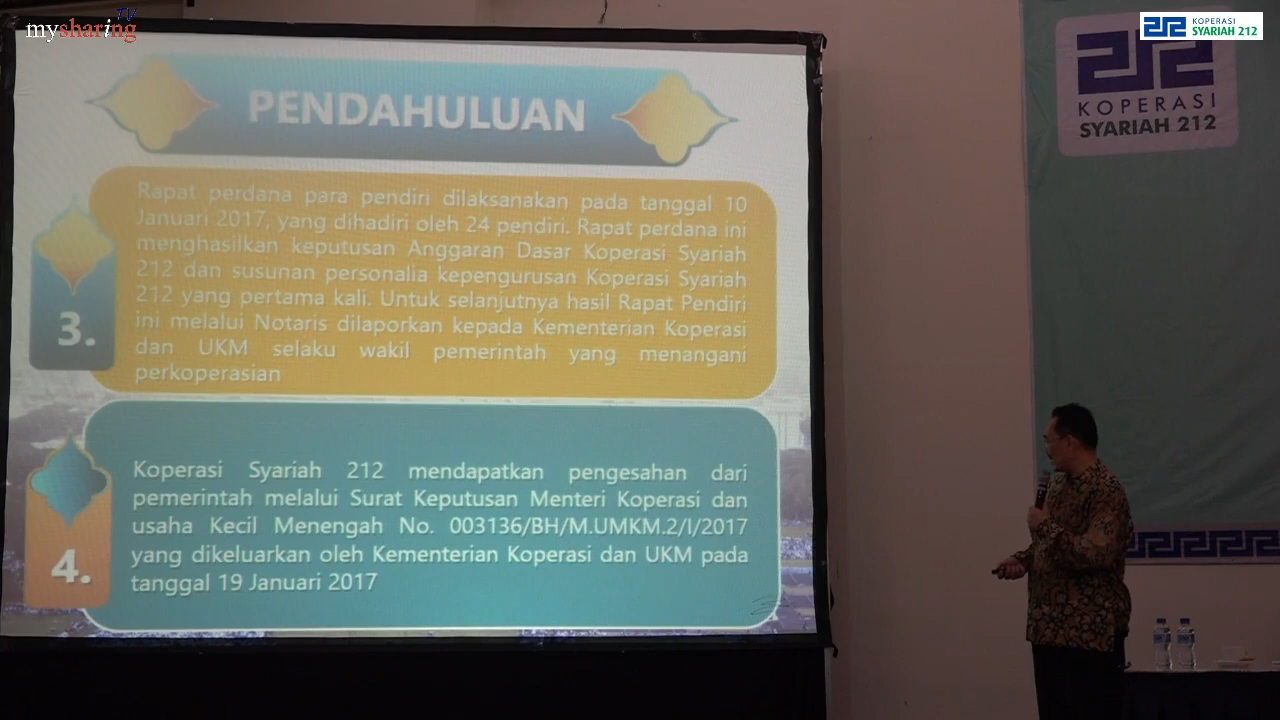 mysharing TV
KOPERASI
SYARIAH 212
212
KOPERASI
SYARIAH 212
PENDAHULUAN
3.
Rapat perdana para pendiri dilaksanakan pada tanggal 10
Januari 2017, yang dihadiri oleh 24 pendiri. Rapat perdana ini
menghasilkan keputusan Anggaran Dasar Koperasi Syariah
212 dan susunan personalia kepengurusan Koperasi Syariah
212 yang pertama kali. Untuk selanjutnya hasil Rapat Pendiri
ini melalui Notaris dilaporkan kepada Kementerian Koperasi
dan UKM selaku wakil pemerintah yang menangani
perkoperasian
4.
Koperasi Syariah 212 mendapatkan pengesahan dari
pemerintah melalui Surat Keputusan Menteri Koperasi dan
usaha Kecil Menengah No. 003136/BH/M.UMKM.2/I/2017
yang dikeluarkan oleh Kementerian Koperasi dan UKM pada
tanggal 19 Januari 2017